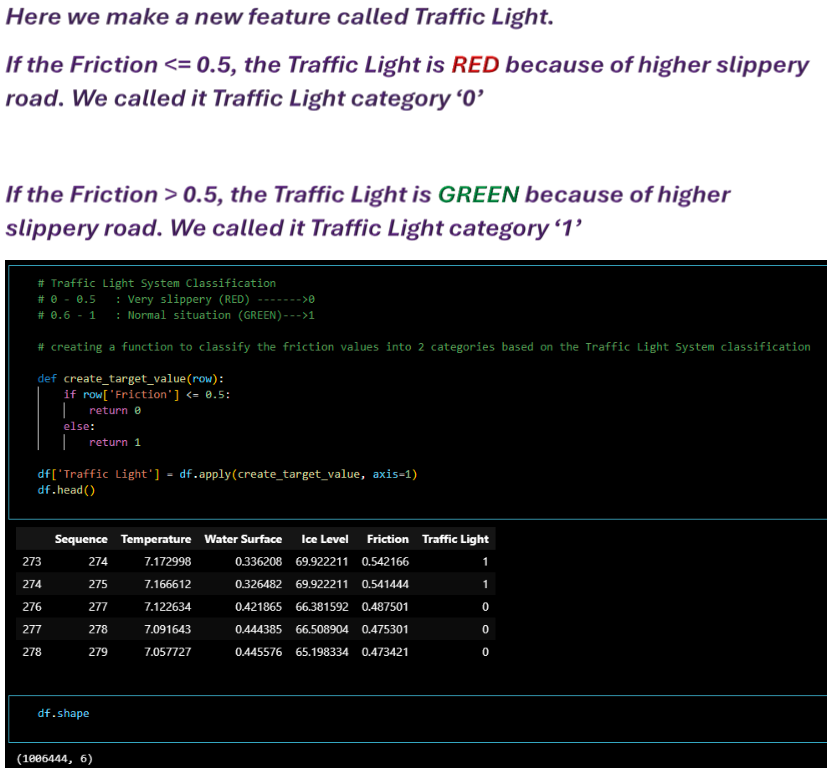 Here we make a new feature called Traffic Light.
If the Friction <= 0.5, the Traffic Light is RED because of higher slippery
road. We called it Traffic Light category ‘0’
If the Friction > 0.5, the Traffic Light is GREEN because of higher
slippery road. We called it Traffic Light category ‘1’
# Traffic Light System Classification
# 0 - 0.5   : Very slippery (RED) ------->0
# 0.6 - 1   : Normal situation (GREEN)--->1
# creating a function to classify the friction values into 2 categories based on the Traffic Light System classification
def create_target_value(row):
    if row['Friction'] <= 0.5:
        return 0
    else:
        return 1
df['Traffic Light'] = df.apply(create_target_value, axis=1)
df.head()
Sequence Temperature Water Surface Ice Level Friction Traffic Light
273 274 7.172998 0.336208 69.922211 0.542166 1
274 275 7.166612 0.326482 69.922211 0.541444 1
276 277 7.122634 0.421865 66.381592 0.487501 0
277 278 7.091643 0.444385 66.508904 0.475301 0
278 279 7.057727 0.445576 65.198334 0.473421 0
df.shape
(1006444, 6)